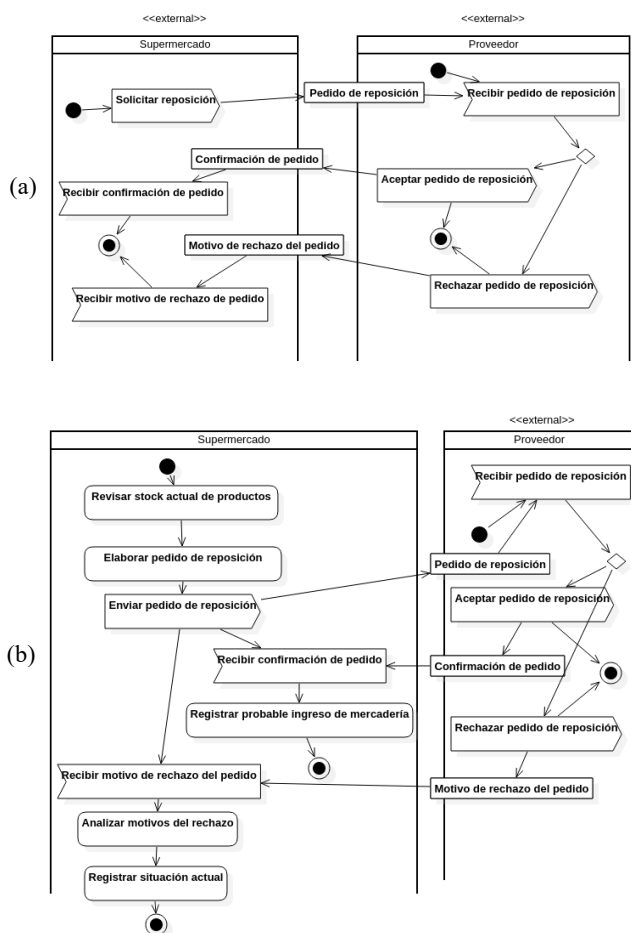 <<external>>
<<external>>
Supermercado
Proveedor
Solicitar reposición
Pedido de reposición
Recibir pedido de reposición
Confirmación de pedido
Aceptar pedido de reposición
(a)
Recibir confirmación de pedido
Motivo de rechazo del pedido
Recibir motivo de rechazo de pedido
Rechazar pedido de reposición
<<external>>
Supermercado
Proveedor
Recibir pedido de reposición
Revisar stock actual de productos
Elaborar pedido de reposición
Pedido de reposición
Enviar pedido de reposición
Aceptar pedido de reposición
(b)
Recibir confirmación de pedido
Confirmación de pedido
Registrar probable ingreso de mercadería
Rechazar pedido de reposición
Recibir motivo de rechazo del pedido
Motivo de rechazo del pedido
Analizar motivos del rechazo
Registrar situación actual